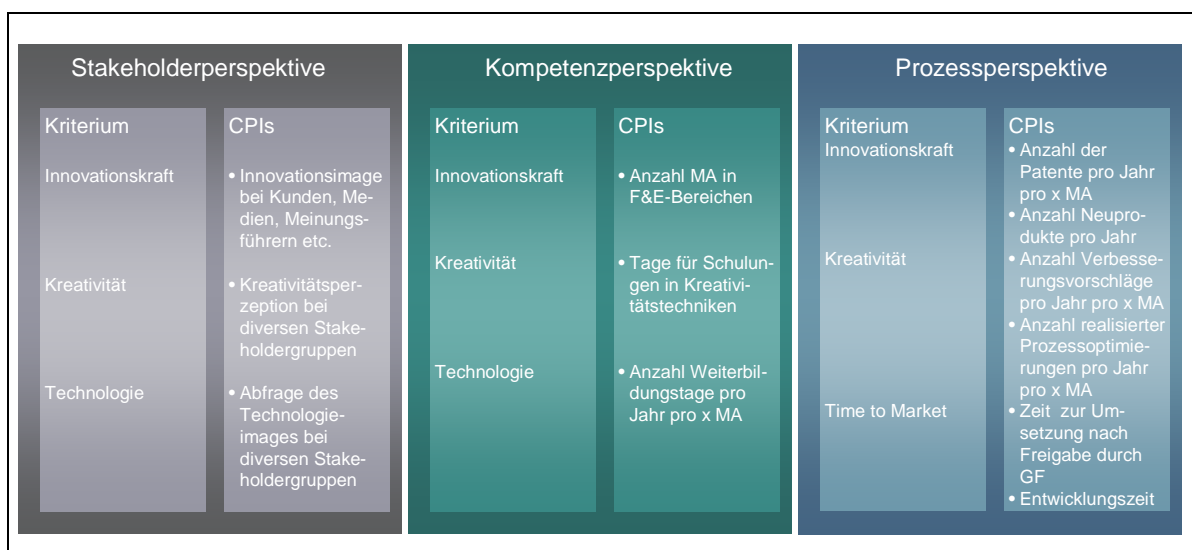 Stakeholderperspektive
Kriterium
CPIs
Innovationskraft
• Innovationsimage
bei Kunden, Me-
dien, Meinungs-
führern etc.
Kreativität
• Kreativitätsper-
zeption bei
diversen Stake-
holdergruppen
Technologie
• Abfrage des
Technologie-
images bei
diversen Stake-
holdergruppen
Kompetenzperspektive
Kriterium
CPIs
Innovationskraft
• Anzahl MA in
F&E-Bereichen
Kreativität
• Tage für Schulun-
gen in Kreativi-
tätstechniken
Technologie
• Anzahl Weiterbil-
dungstage pro
Jahr pro x MA
Prozessperspektive
Kriterium
CPIs
Innovationskraft
• Anzahl der
Patente pro Jahr
pro x MA
• Anzahl Neupro-
dukte pro Jahr
Kreativität
• Anzahl Verbesse-
rungsvorschläge
pro Jahr pro x MA
• Anzahl realisierter
Prozessoptimie-
rungen pro Jahr
pro x MA
Time to Market
• Zeit zur Um-
setzung nach
Freigabe durch
GF
• Entwicklungszeit